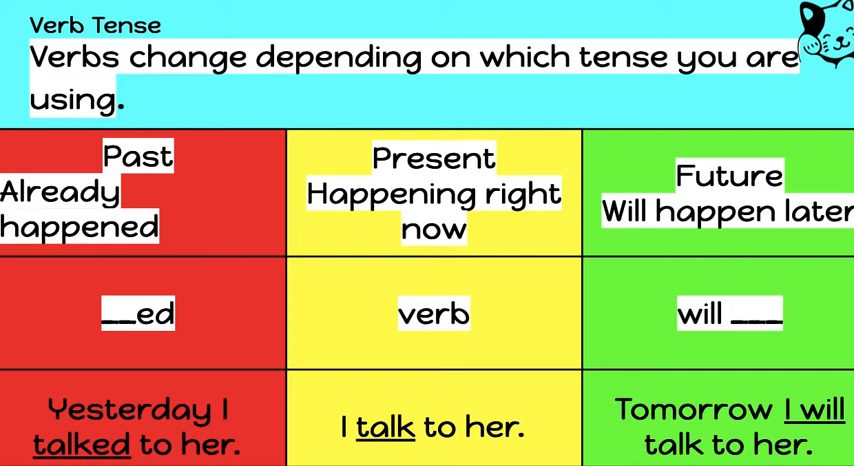 Verb Tense
Verbs change depending on which tense you are
using.
Past
Already
happened
Present
Happening right
now
Future
Will happen later
__ed
verb
will ___
Yesterday I
talked to her.
I talk to her.
Tomorrow I will
talk to her.